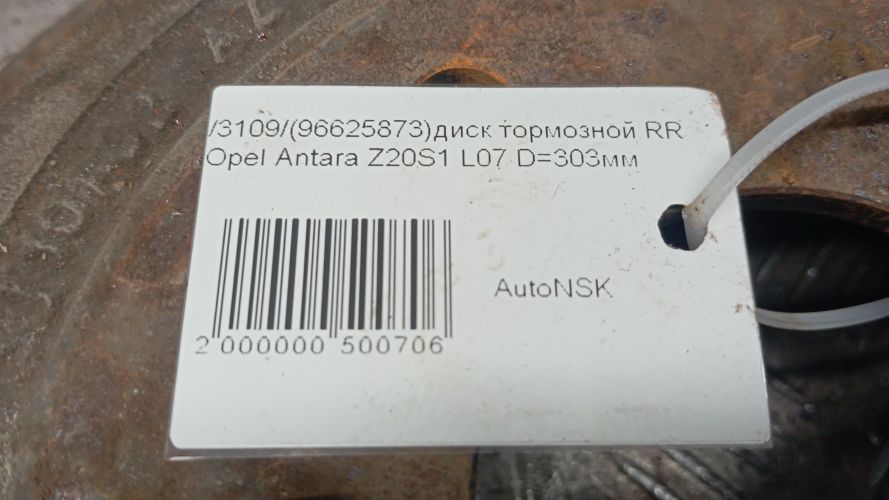 /3109/(96625873)диск тормозной RR
Opel Antara Z20S1 L07 D=303мм
AutoNSK
2 000000 500706